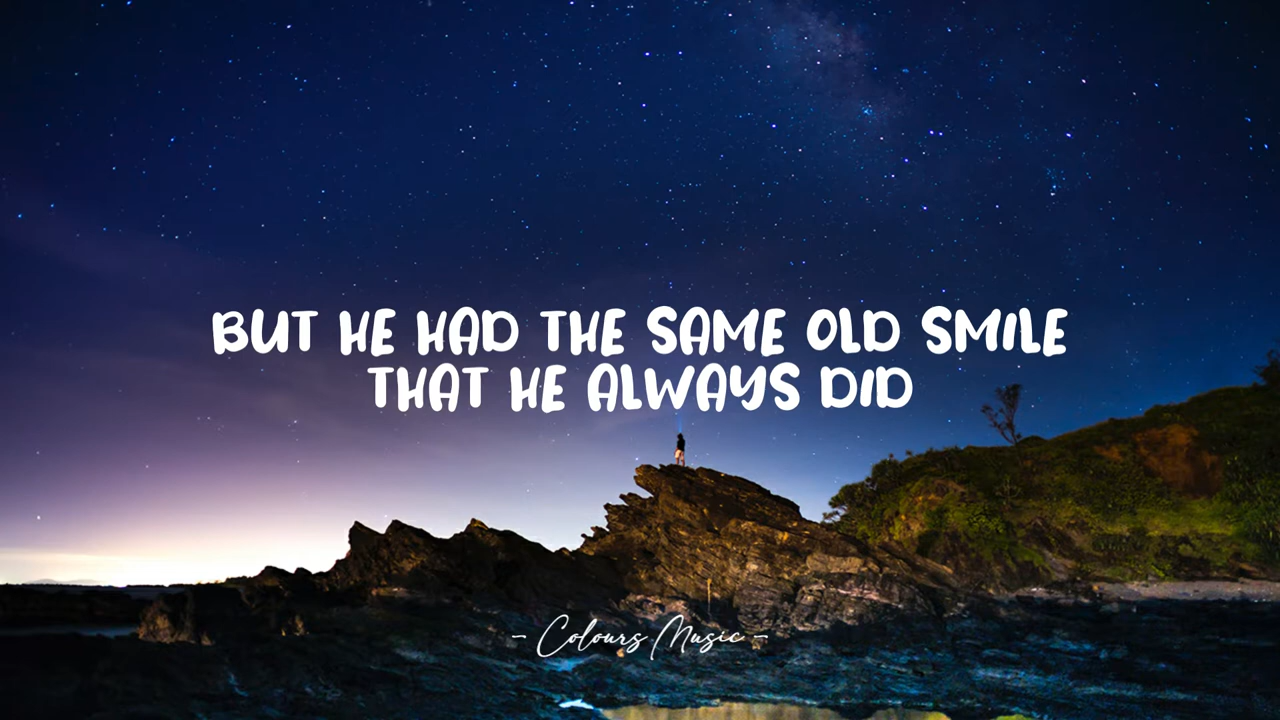 BUT HE HAD THE SAME OLD SMILE
THAT HE ALWAYS DID
- Colours Music -